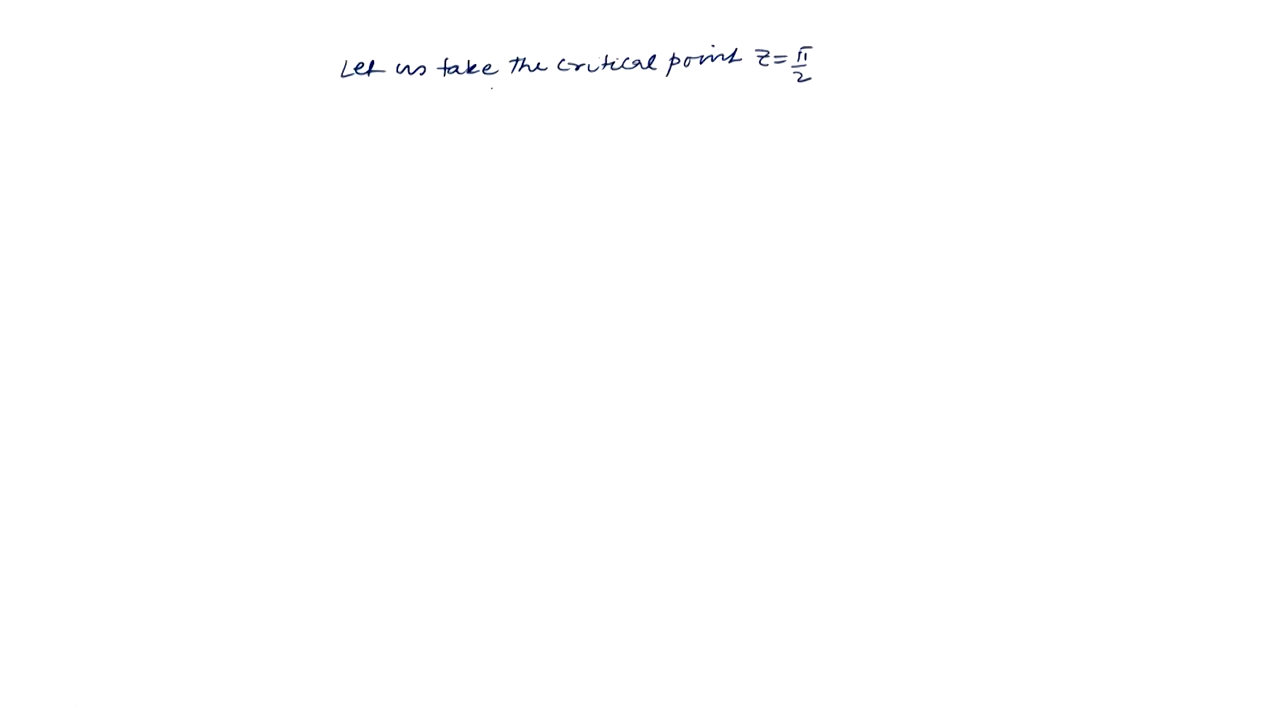 Let us take the critical point z = π/2